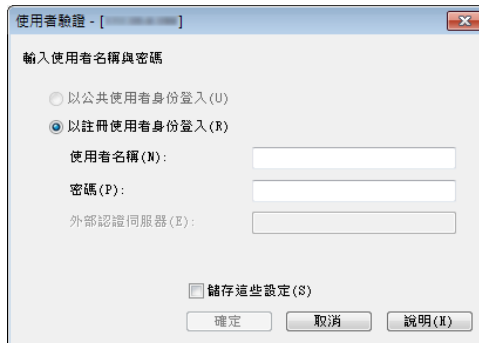 使用者驗證 - [          ]
輸入使用者名稱與密碼
以公共使用者身份登入(U)
以註冊使用者身份登入(R)
使用者名稱(N):
密碼(P):
外部認證伺服器(E):
儲存這些設定(S)
確定 取消 說明(H)